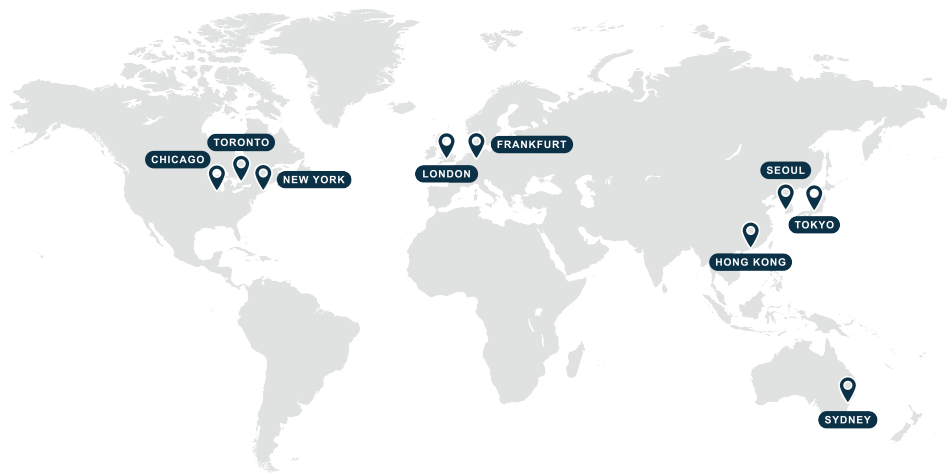 TORONTO
CHICAGO
NEW YORK
LONDON
FRANKFURT
SEOUL
TOKYO
HONG KONG
SYDNEY